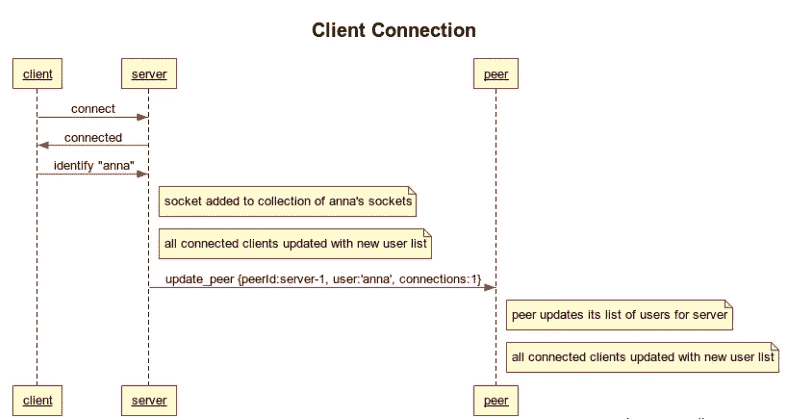 Client Connection
client server peer
connect
connected
identify "anna"
socket added to collection of anna's sockets
all connected clients updated with new user list
update_peer {peerId:server-1, user:'anna', connections:1}
peer updates its list of users for server
all connected clients updated with new user list
client server peer